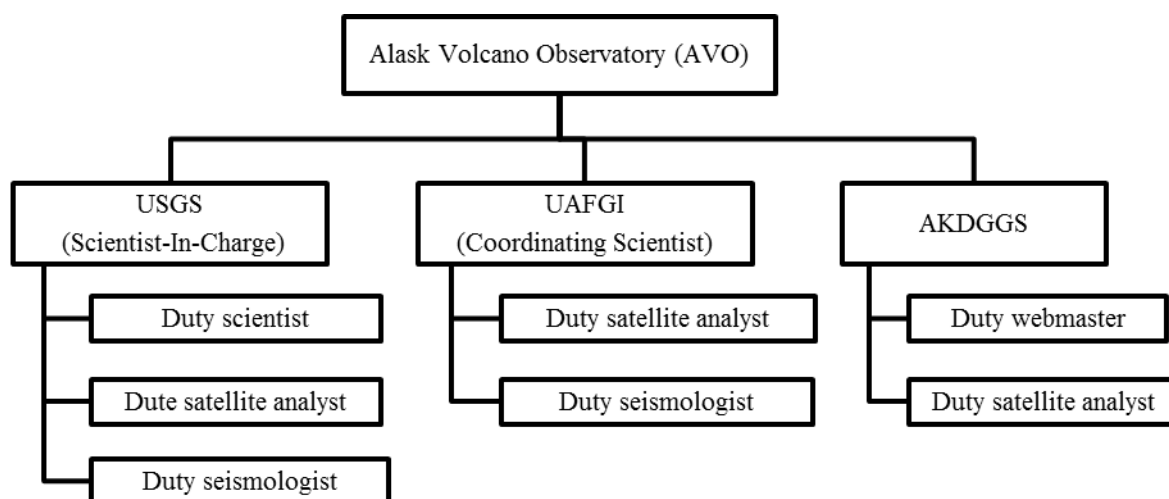 Alask Volcano Observatory (AVO)
USGS
(Scientist-In-Charge)
UAFGI
(Coordinating Scientist)
AKDGGS
Duty scientist
Dute satellite analyst
Duty seismologist
Duty satellite analyst
Duty seismologist
Duty webmaster
Duty satellite analyst